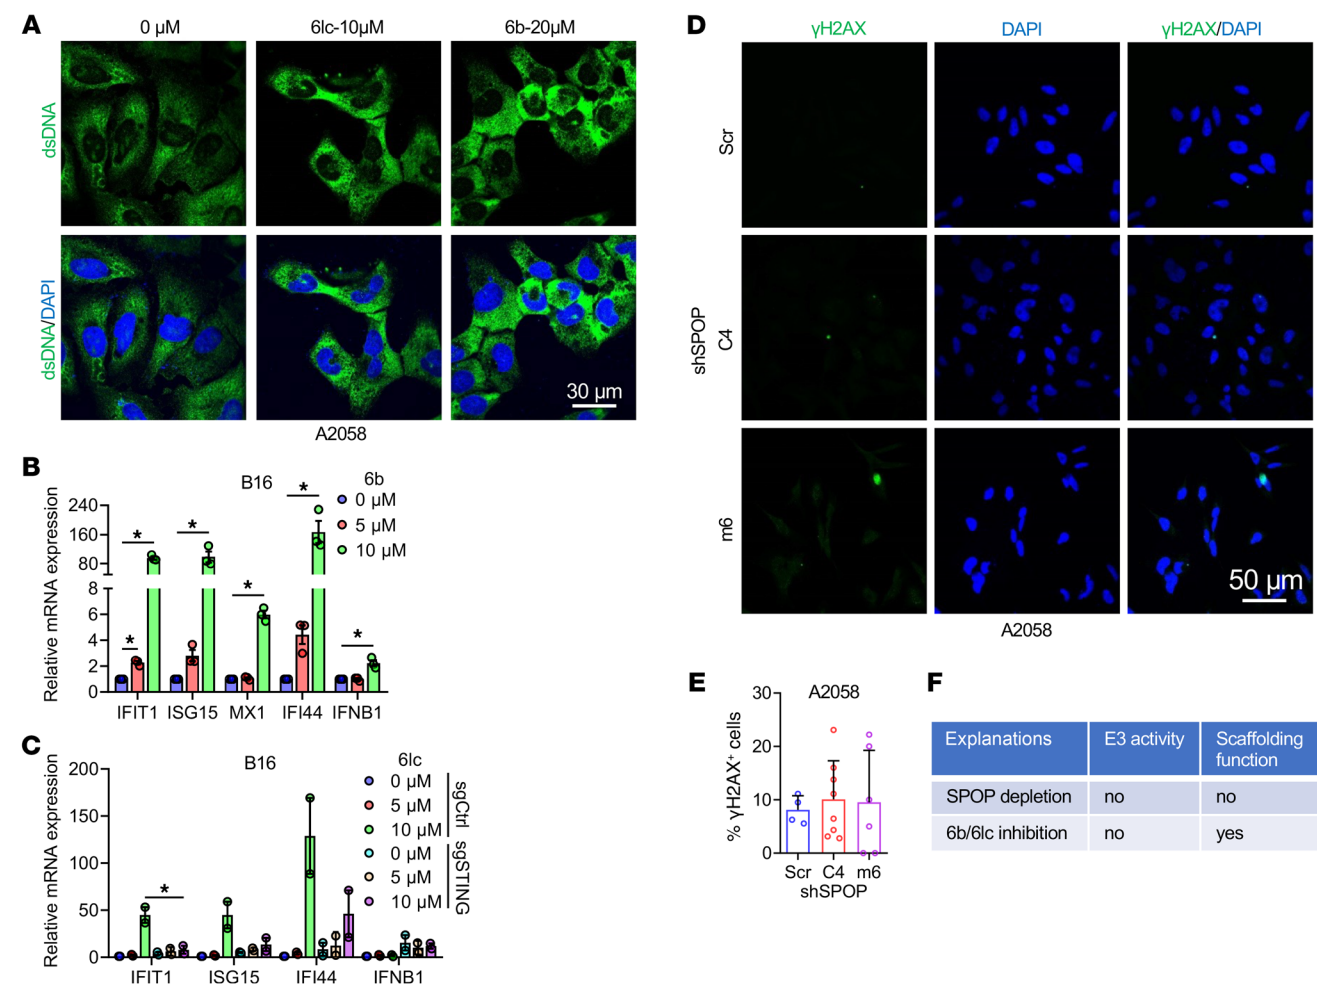 A
0 µM
6lc-10µM
6b-20µM
dsDNA
dsDNA/DAPI
30 µm
A2058
B
B16
6b
0 µM
5 µM
10 µM
Relative mRNA expression
240
160
80
8
6
4
2
0
*
*
*
*
*
*
IFIT1
ISG15
MX1
IFI44
IFNB1
C
B16
6lc
0 µM
5 µM
10 µM
sgCtrl
0 µM
5 µM
10 µM
sgSTING
Relative mRNA expression
200
150
100
50
0
*
IFIT1
ISG15
IFI44
IFNB1
D
γH2AX
DAPI
γH2AX/DAPI
Scr
shSPOP
C4
m6
50 µm
A2058
E
A2058
% γH2AX⁺ cells
30
20
10
0
Scr
C4
m6
shSPOP
F
Explanations
E3 activity
Scaffolding
function
SPOP depletion
no
no
6b/6lc inhibition
no
yes